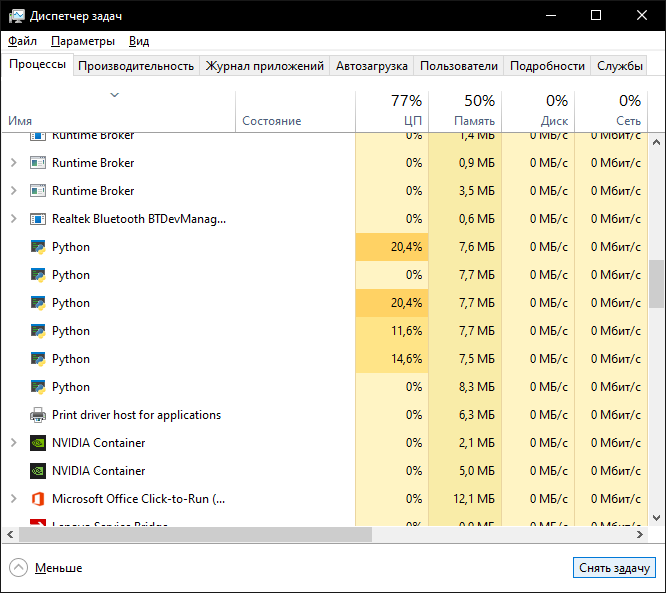 Диспетчер задач
Файл Параметры Вид
Процессы Производительность Журнал приложений Автозагрузка Пользователи Подробности Службы
77% 50% 0% 0%
Имя Состояние ЦП Память Диск Сеть
Runtime Broker 0% 1,4 МБ 0 МБ/с 0 Мбит/с
Runtime Broker 0% 0,9 МБ 0 МБ/с 0 Мбит/с
Runtime Broker 0% 3,5 МБ 0 МБ/с 0 Мбит/с
Realtek Bluetooth BTDevManag... 0% 0,6 МБ 0 МБ/с 0 Мбит/с
Python 20,4% 7,6 МБ 0 МБ/с 0 Мбит/с
Python 0% 7,7 МБ 0 МБ/с 0 Мбит/с
Python 20,4% 7,7 МБ 0 МБ/с 0 Мбит/с
Python 11,6% 7,7 МБ 0 МБ/с 0 Мбит/с
Python 14,6% 7,5 МБ 0 МБ/с 0 Мбит/с
Python 0% 8,3 МБ 0 МБ/с 0 Мбит/с
Print driver host for applications 0% 6,3 МБ 0 МБ/с 0 Мбит/с
NVIDIA Container 0% 2,1 МБ 0 МБ/с 0 Мбит/с
NVIDIA Container 0% 5,0 МБ 0 МБ/с 0 Мбит/с
Microsoft Office Click-to-Run (... 0% 12,1 МБ 0 МБ/с 0 Мбит/с
Lenovo Service Bridge 0% 0 МБ/с 0 Мбит/с
Меньше Снять задачу